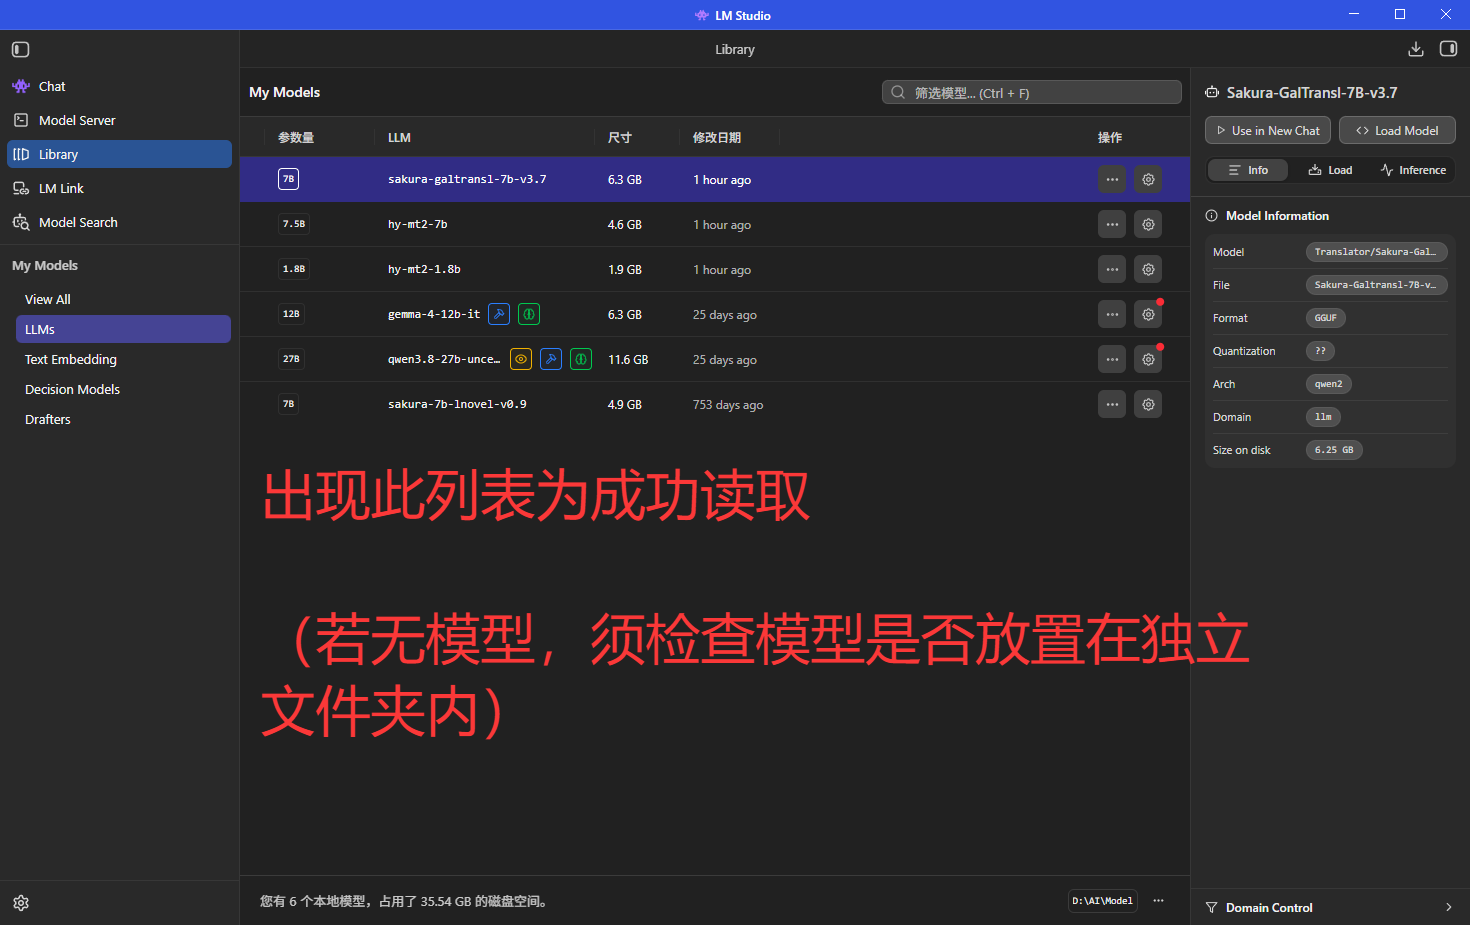 LM Studio
Library
Chat
Model Server
Library
LM Link
Model Search
My Models
View All
LLMs
Text Embedding
Decision Models
Drafters
My Models
筛选模型... (Ctrl + F)
参数量 LLM 尺寸 修改日期 操作
7B sakura-galtransl-7b-v3.7 6.3 GB 1 hour ago
7.5B hy-mt2-7b 4.6 GB 1 hour ago
1.8B hy-mt2-1.8b 1.9 GB 1 hour ago
12B gemma-4-12b-it 6.3 GB 25 days ago
27B qwen3.8-27b-unce… 11.6 GB 25 days ago
7B sakura-7b-lnovel-v0.9 4.9 GB 753 days ago
出现此列表为成功读取
（若无模型，须检查模型是否放置在独立
文件夹内）
您有 6 个本地模型，占用了 35.54 GB 的磁盘空间。
D:\AI\Model
Sakura-GalTransl-7B-v3.7
Use in New Chat
Load Model
Info
Load
Inference
Model Information
Model Translator/Sakura-Gal…
File Sakura-Galtransl-7B-v…
Format GGUF
Quantization ??
Arch qwen2
Domain llm
Size on disk 6.25 GB
Domain Control